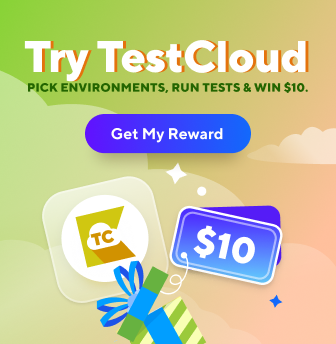 Try TestCloud
PICK ENVIRONMENTS, RUN TESTS & WIN $10.
Get My Reward
TC
$10